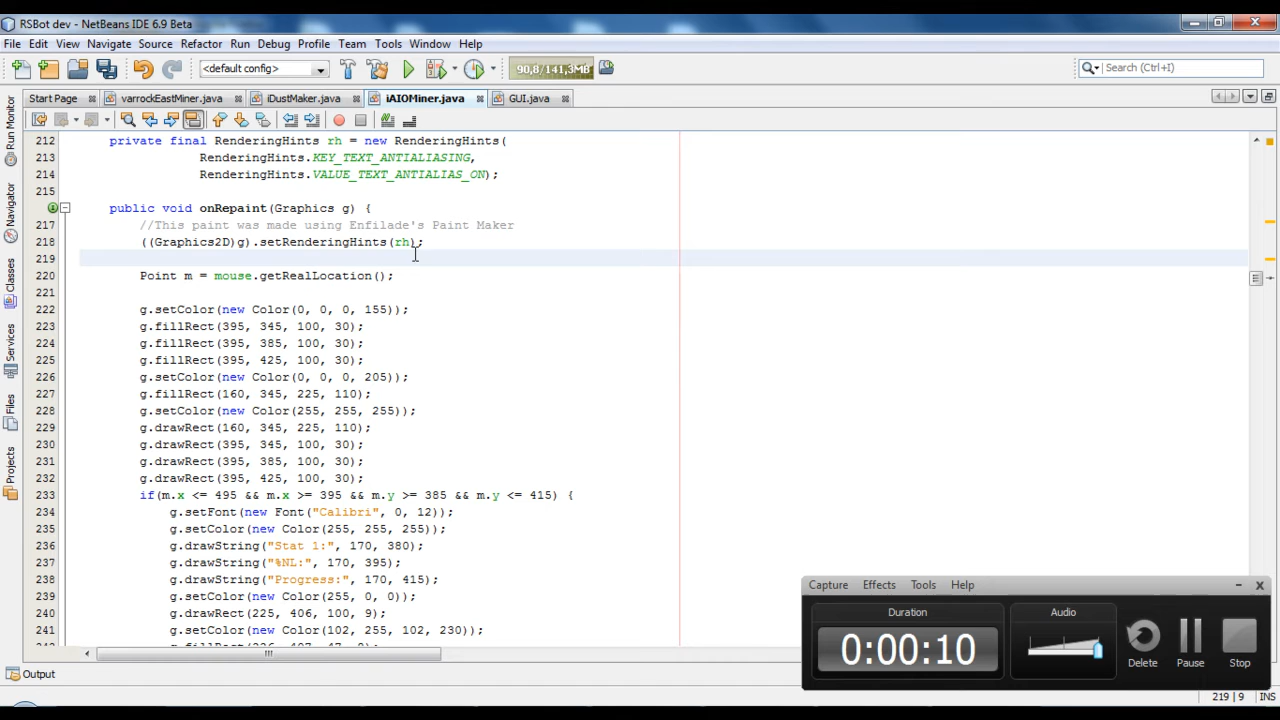 RSBot dev - NetBeans IDE 6.9 Beta
File Edit View Navigate Source Refactor Run Debug Profile Team Tools Window Help
<default config> 90,8/141,3MB Search (Ctrl+I)
Start Page varrockEastMiner.java iDustMaker.java iAIOMiner.java GUI.java
Run Monitor
Navigator
Services
Files
Projects
212 private final RenderingHints rh = new RenderingHints(
213 RenderingHints.KEY_TEXT_ANTIALIASING,
214 RenderingHints.VALUE_TEXT_ANTIALIAS_ON);
215
public void onRepaint(Graphics g) {
217 //This paint was made using Enfilade's Paint Maker
218 ((Graphics2D)g).setRenderingHints(rh);
219
220 Point m = mouse.getRealLocation();
221
222 g.setColor(new Color(0, 0, 0, 155));
223 g.fillRect(395, 345, 100, 30);
224 g.fillRect(395, 385, 100, 30);
225 g.fillRect(395, 425, 100, 30);
226 g.setColor(new Color(0, 0, 0, 205));
227 g.fillRect(160, 345, 225, 110);
228 g.setColor(new Color(255, 255, 255));
229 g.drawRect(160, 345, 225, 110);
230 g.drawRect(395, 345, 100, 30);
231 g.drawRect(395, 385, 100, 30);
232 g.drawRect(395, 425, 100, 30);
233 if(m.x <= 495 && m.x >= 395 && m.y >= 385 && m.y <= 415) {
234 g.setFont(new Font("Calibri", 0, 12));
235 g.setColor(new Color(255, 255, 255));
236 g.drawString("Stat 1:", 170, 380);
237 g.drawString("%NL:", 170, 395);
238 g.drawString("Progress:", 170, 415);
239 g.setColor(new Color(255, 0, 0));
240 g.drawRect(225, 406, 100, 9);
241 g.setColor(new Color(102, 255, 102, 230));
Capture Effects Tools Help
Duration Audio
0:00:10
Delete Pause Stop
Output
219 | 9 INS